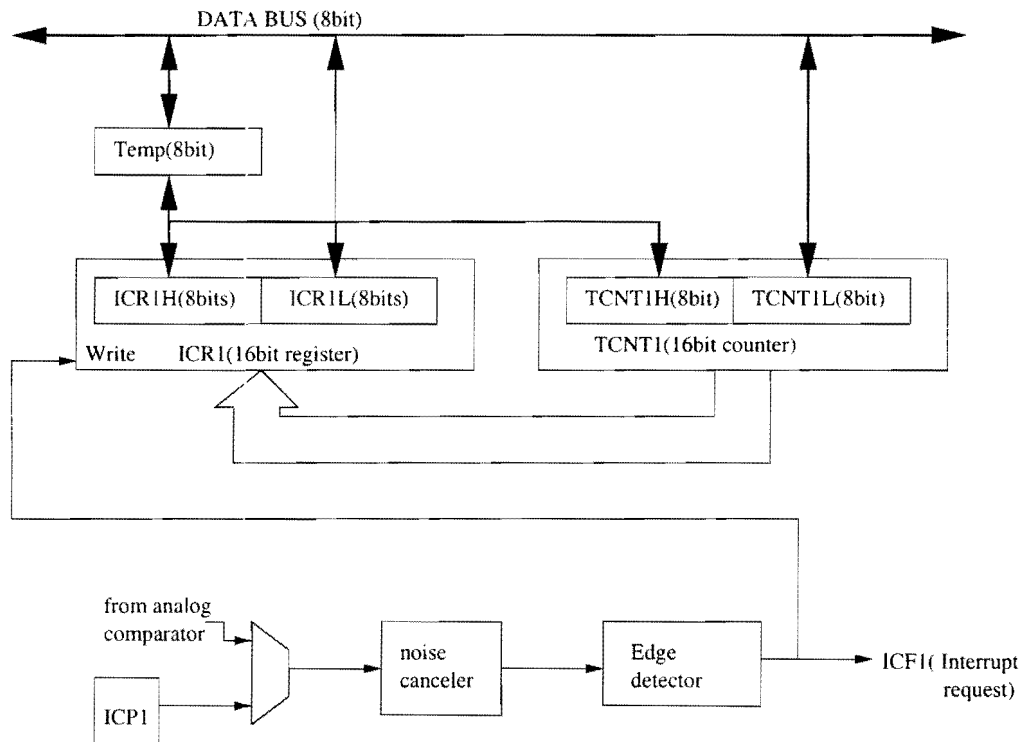 DATA BUS (8bit)
Temp(8bit)
ICR1H(8bits)
ICR1L(8bits)
TCNT1H(8bit)
TCNT1L(8bit)
Write
ICR1(16bit register)
TCNT1(16bit counter)
from analog
comparator
ICP1
noise
canceler
Edge
detector
ICF1( Interrupt
request)